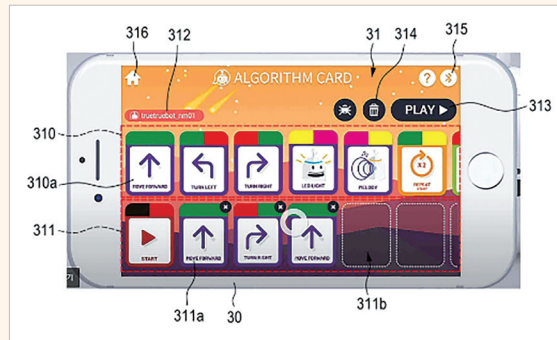 316 312 31 314 315
ALGORITHM CARD ?
truetruebot_nm01 PLAY
313
310
310a
MOVE FORWARD TURN LEFT TURN RIGHT LED LIGHT MELODY REPEAT
START
311
START MOVE FORWARD TURN RIGHT MOVE FORWARD
311a 30 311b